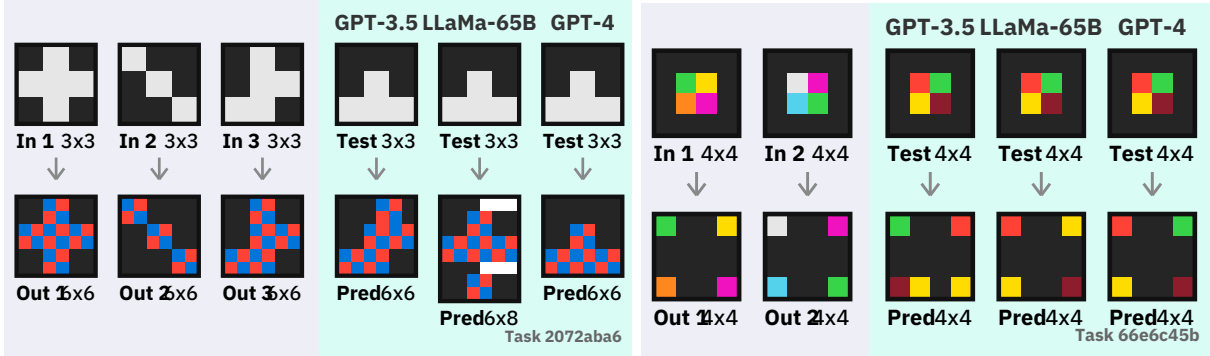 GPT-3.5 LLaMa-65B GPT-4
In 1 3x3 In 2 3x3 In 3 3x3 Test 3x3 Test 3x3 Test 3x3
Out 1 6x6 Out 2 6x6 Out 3 6x6 Pred 6x6 Pred 6x6
Pred 6x8
Task 2072aba6
GPT-3.5 LLaMa-65B GPT-4
In 1 4x4 In 2 4x4 Test 4x4 Test 4x4 Test 4x4
Out 1 4x4 Out 2 4x4 Pred 4x4 Pred 4x4 Pred 4x4
Task 66e6c45b